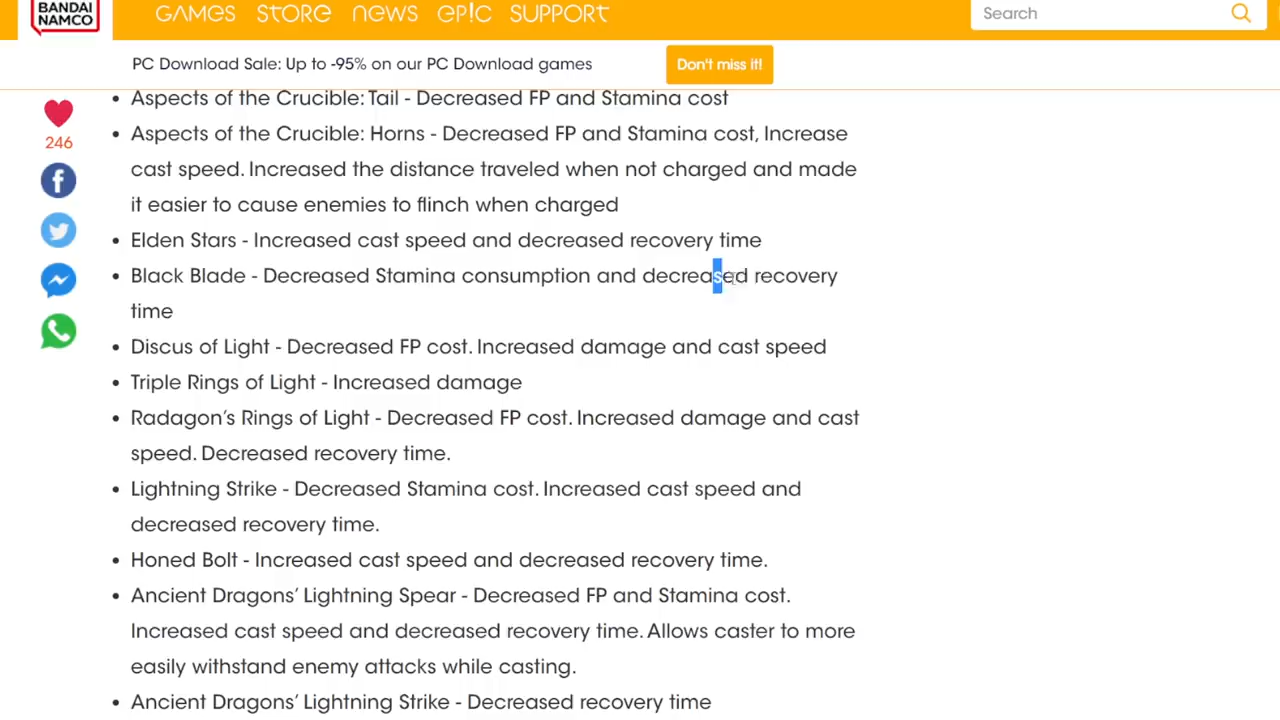 BANDAI
NAMCO
GAMES STORE NEWS EP!C SUPPORT
Search
PC Download Sale: Up to -95% on our PC Download games
Don't miss it!
• Aspects of the Crucible: Tail - Decreased FP and Stamina cost
246
• Aspects of the Crucible: Horns - Decreased FP and Stamina cost, Increase
cast speed. Increased the distance traveled when not charged and made
it easier to cause enemies to flinch when charged
• Elden Stars - Increased cast speed and decreased recovery time
• Black Blade - Decreased Stamina consumption and decreased recovery
time
• Discus of Light - Decreased FP cost. Increased damage and cast speed
• Triple Rings of Light - Increased damage
• Radagon's Rings of Light - Decreased FP cost. Increased damage and cast
speed. Decreased recovery time.
• Lightning Strike - Decreased Stamina cost. Increased cast speed and
decreased recovery time.
• Honed Bolt - Increased cast speed and decreased recovery time.
• Ancient Dragons' Lightning Spear - Decreased FP and Stamina cost.
Increased cast speed and decreased recovery time. Allows caster to more
easily withstand enemy attacks while casting.
• Ancient Dragons' Lightning Strike - Decreased recovery time